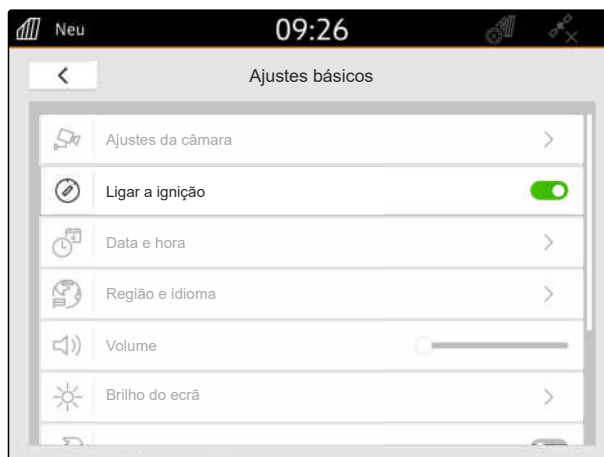 Neu
09:26
Ajustes básicos
Ajustes da câmara
Ligar a ignição
Data e hora
Região e idioma
Volume
Brilho do ecrã